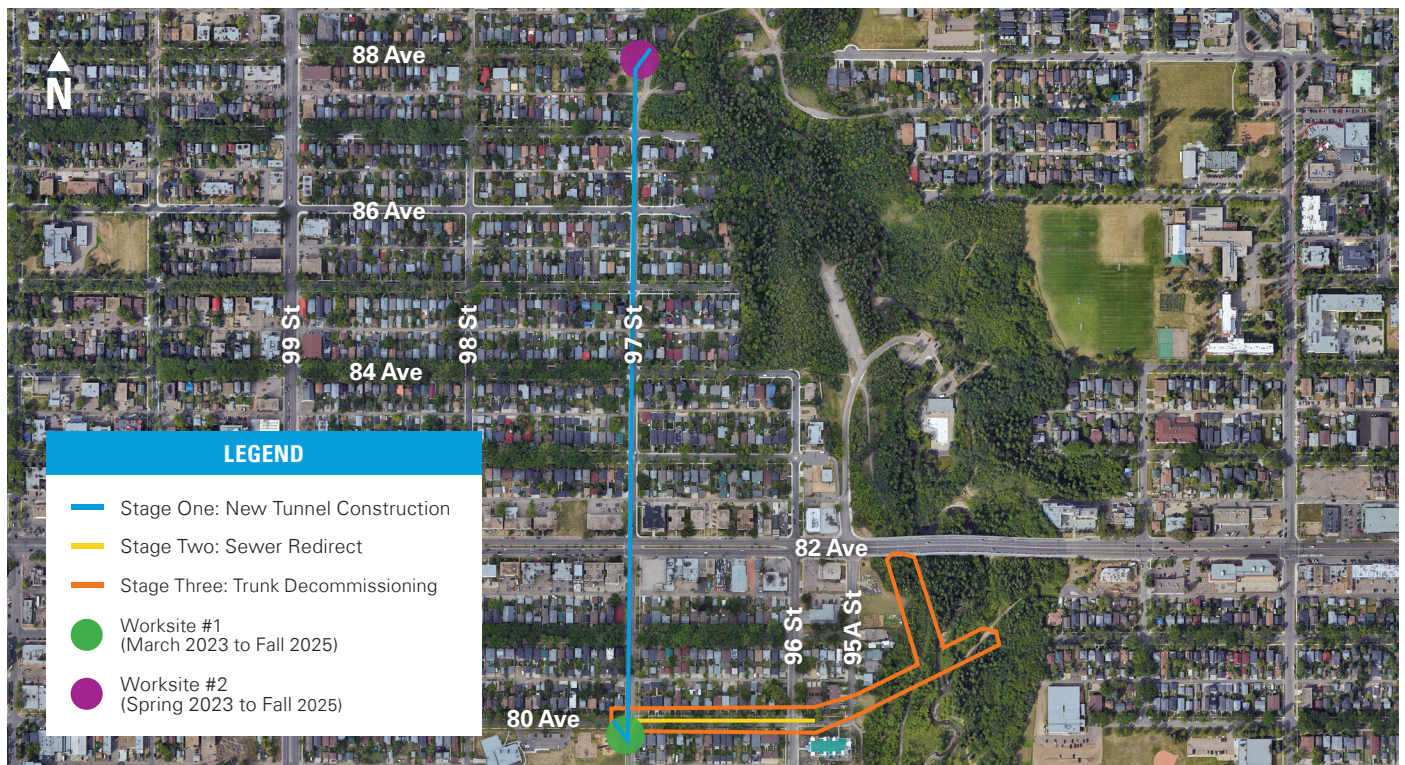 88 Ave
N
86 Ave
99 St
98 St
97 St
84 Ave
LEGEND
Stage One: New Tunnel Construction
Stage Two: Sewer Redirect
Stage Three: Trunk Decommissioning
Worksite #1
(March 2023 to Fall 2025)
Worksite #2
(Spring 2023 to Fall 2025)
82 Ave
96 St
95A St
80 Ave